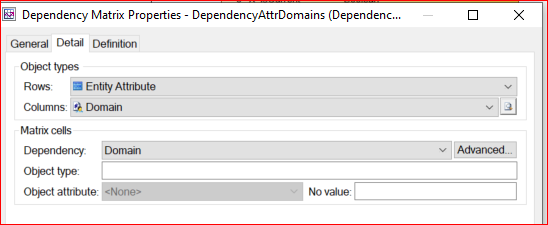 Dependency Matrix Properties - DependencyAttrDomains (Dependenc...
General Detail Definition
Object types
Rows: Entity Attribute
Columns: Domain
Matrix cells
Dependency: Domain Advanced...
Object type:
Object attribute: <None> No value: